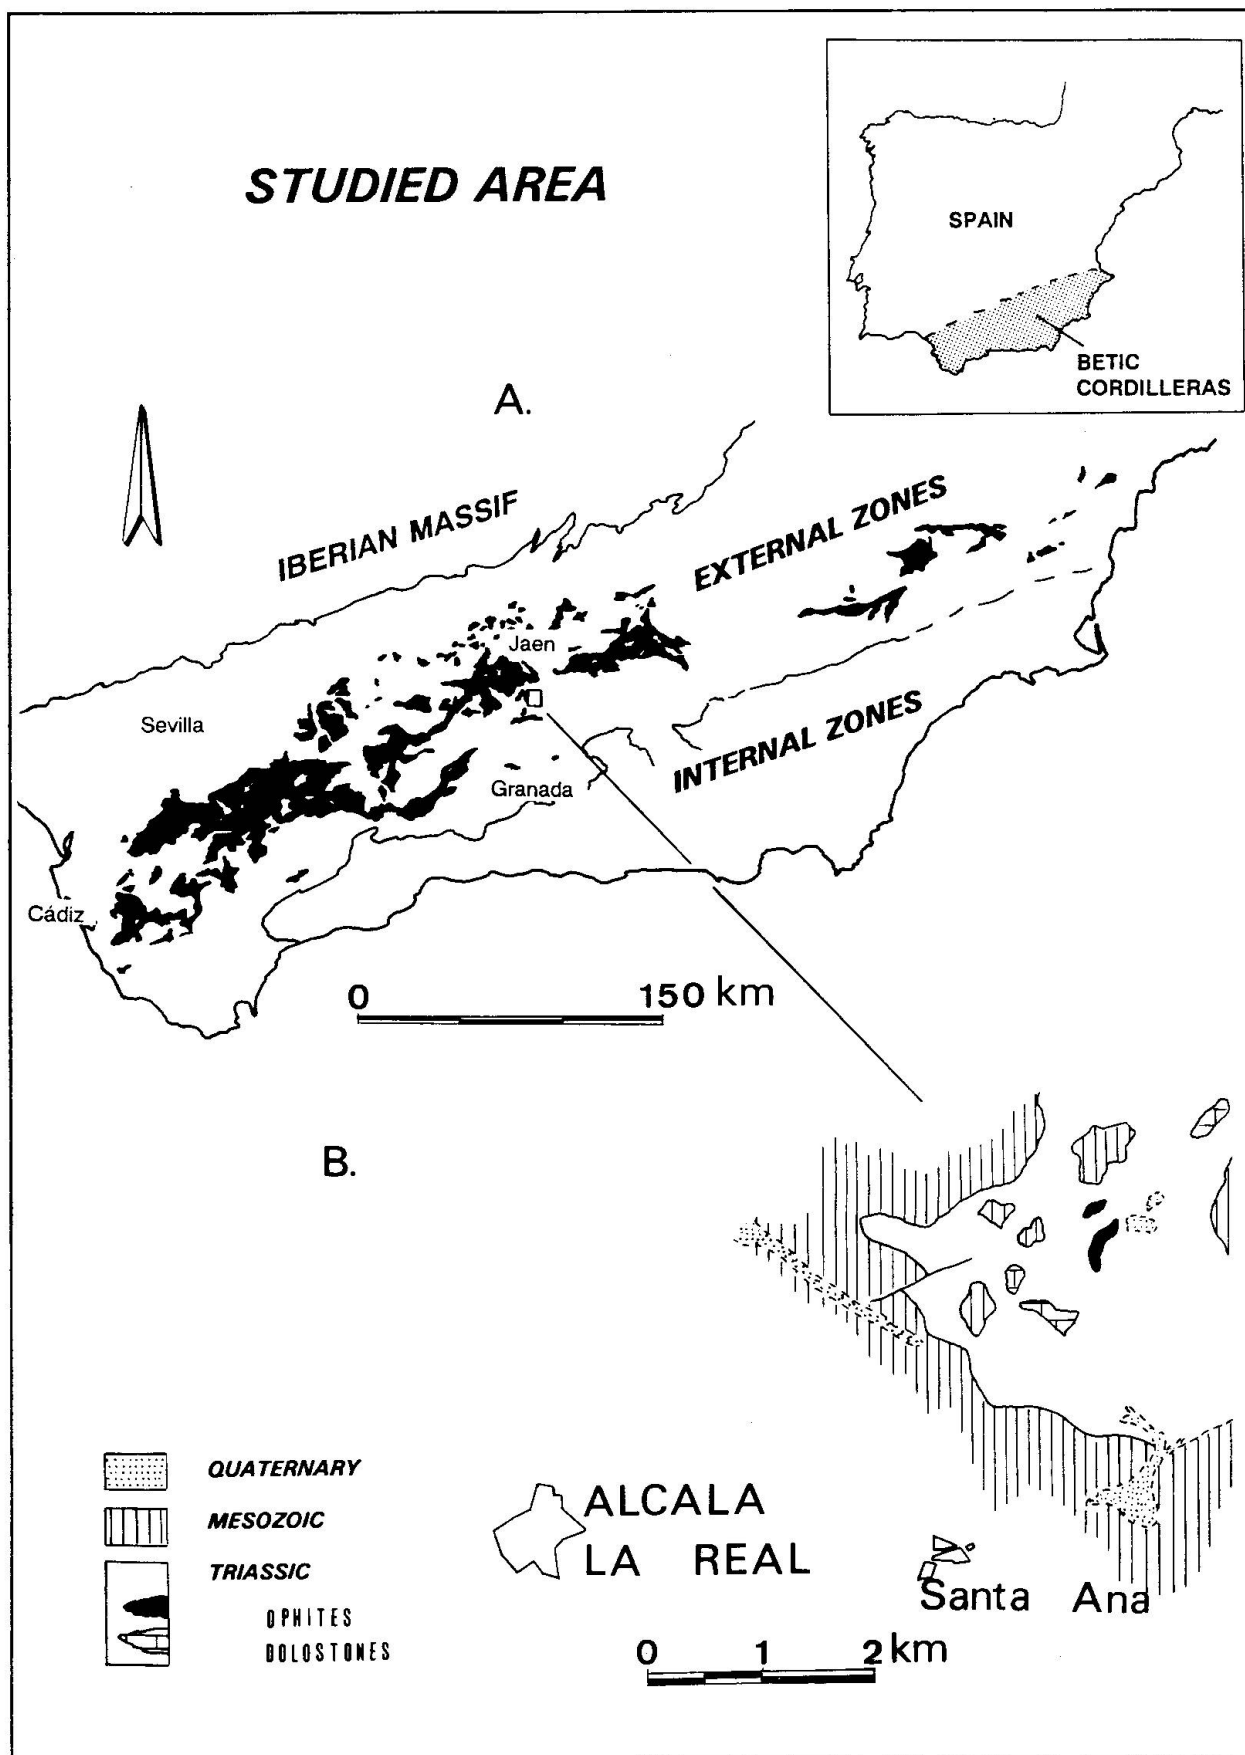 STUDIED AREA
SPAIN
BETIC
CORDILLERAS
A.
IBERIAN MASSIF
EXTERNAL ZONES
Jaen
Sevilla
INTERNAL ZONES
Granada
Cádiz
0 150 km
B.
QUATERNARY
MESOZOIC
TRIASSIC
OPHITES
DOLOSTONES
ALCALA
LA REAL
Santa Ana
0 1 2 km